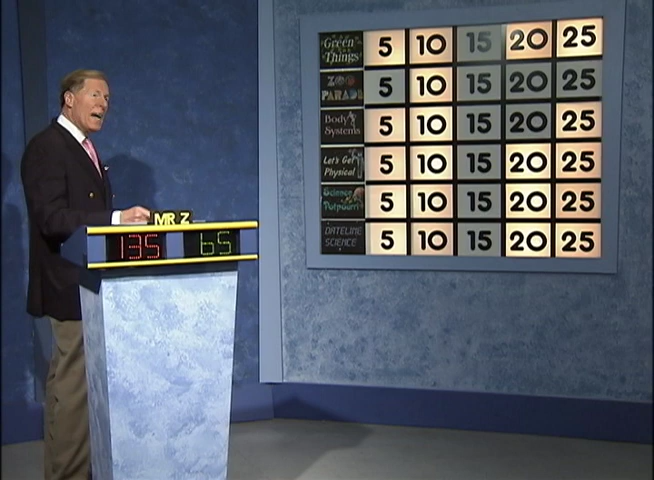 Green Things 5 10 15 20 25
ZOO PARADE 5 10 15 20 25
Body Systems 5 10 15 20 25
Let's Get Physical 5 10 15 20 25
Science Potpourri 5 10 15 20 25
DATELINE SCIENCE 5 10 15 20 25
MR Z
135 65